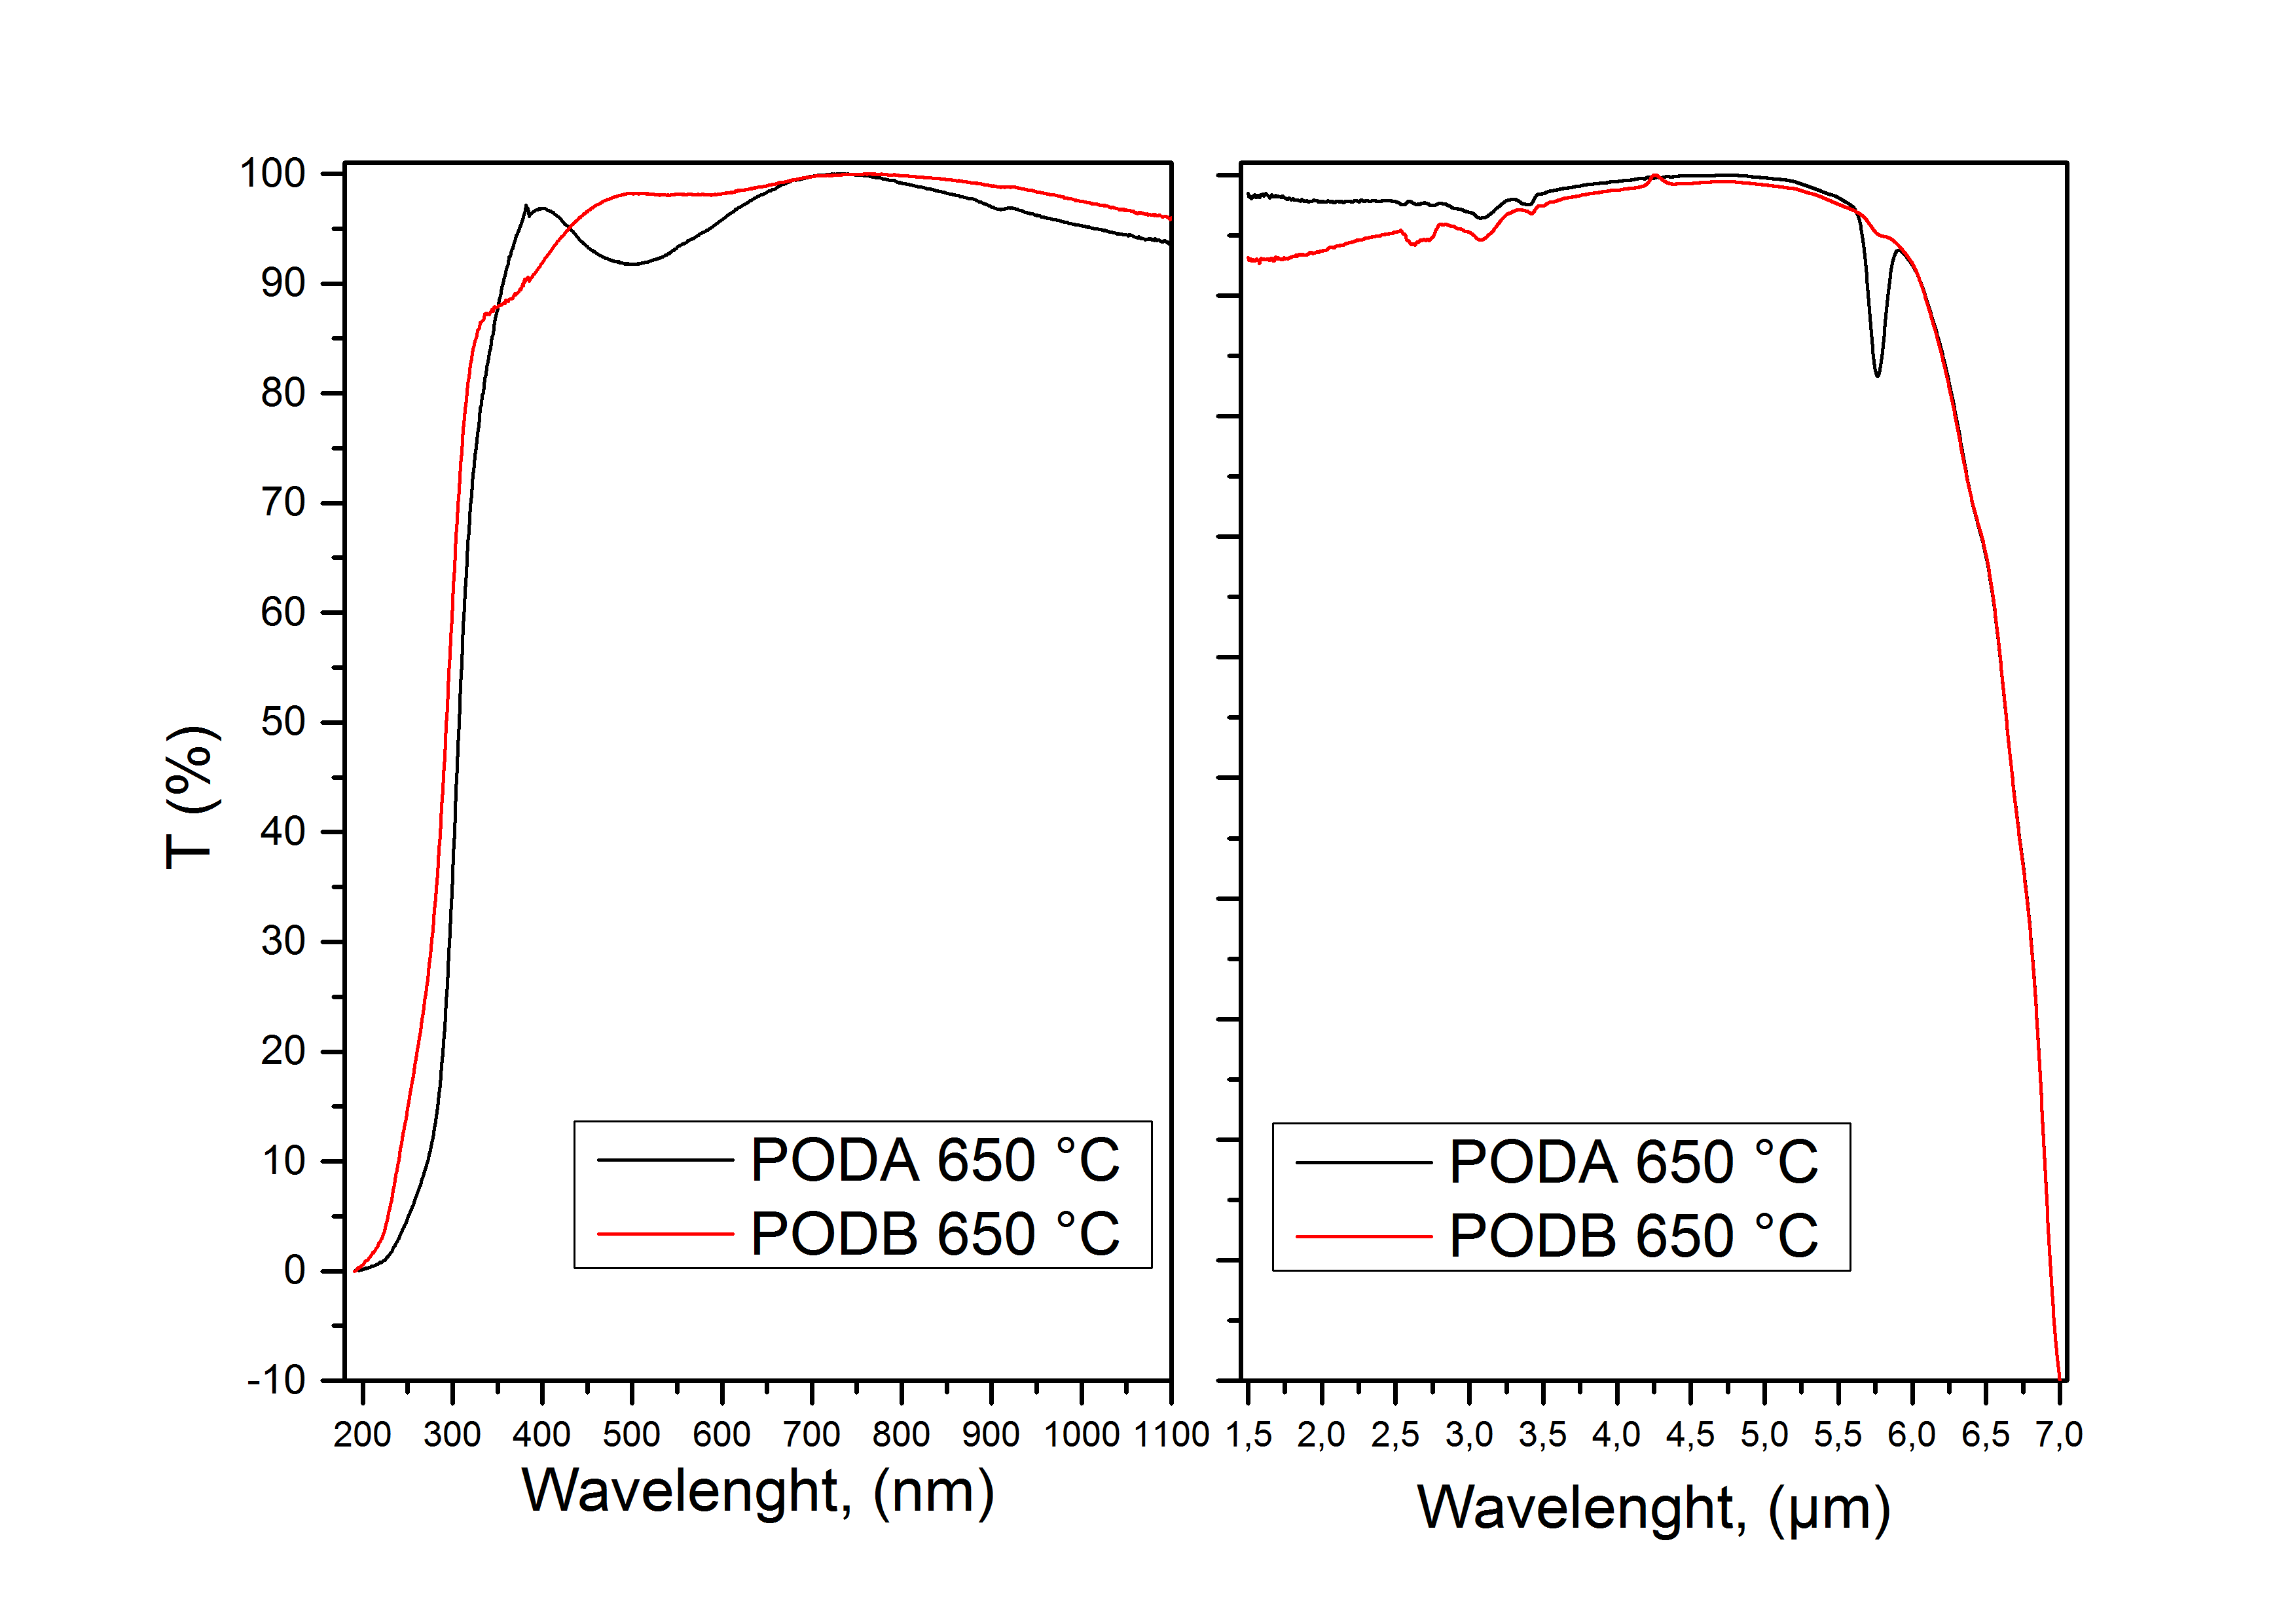 T (%)
100
90
80
70
60
50
40
30
20
10
0
-10
PODA 650 °C
PODB 650 °C
200 300 400 500 600 700 800 900 1000 1100
Wavelenght, (nm)
PODA 650 °C
PODB 650 °C
1,5 2,0 2,5 3,0 3,5 4,0 4,5 5,0 5,5 6,0 6,5 7,0
Wavelenght, (µm)